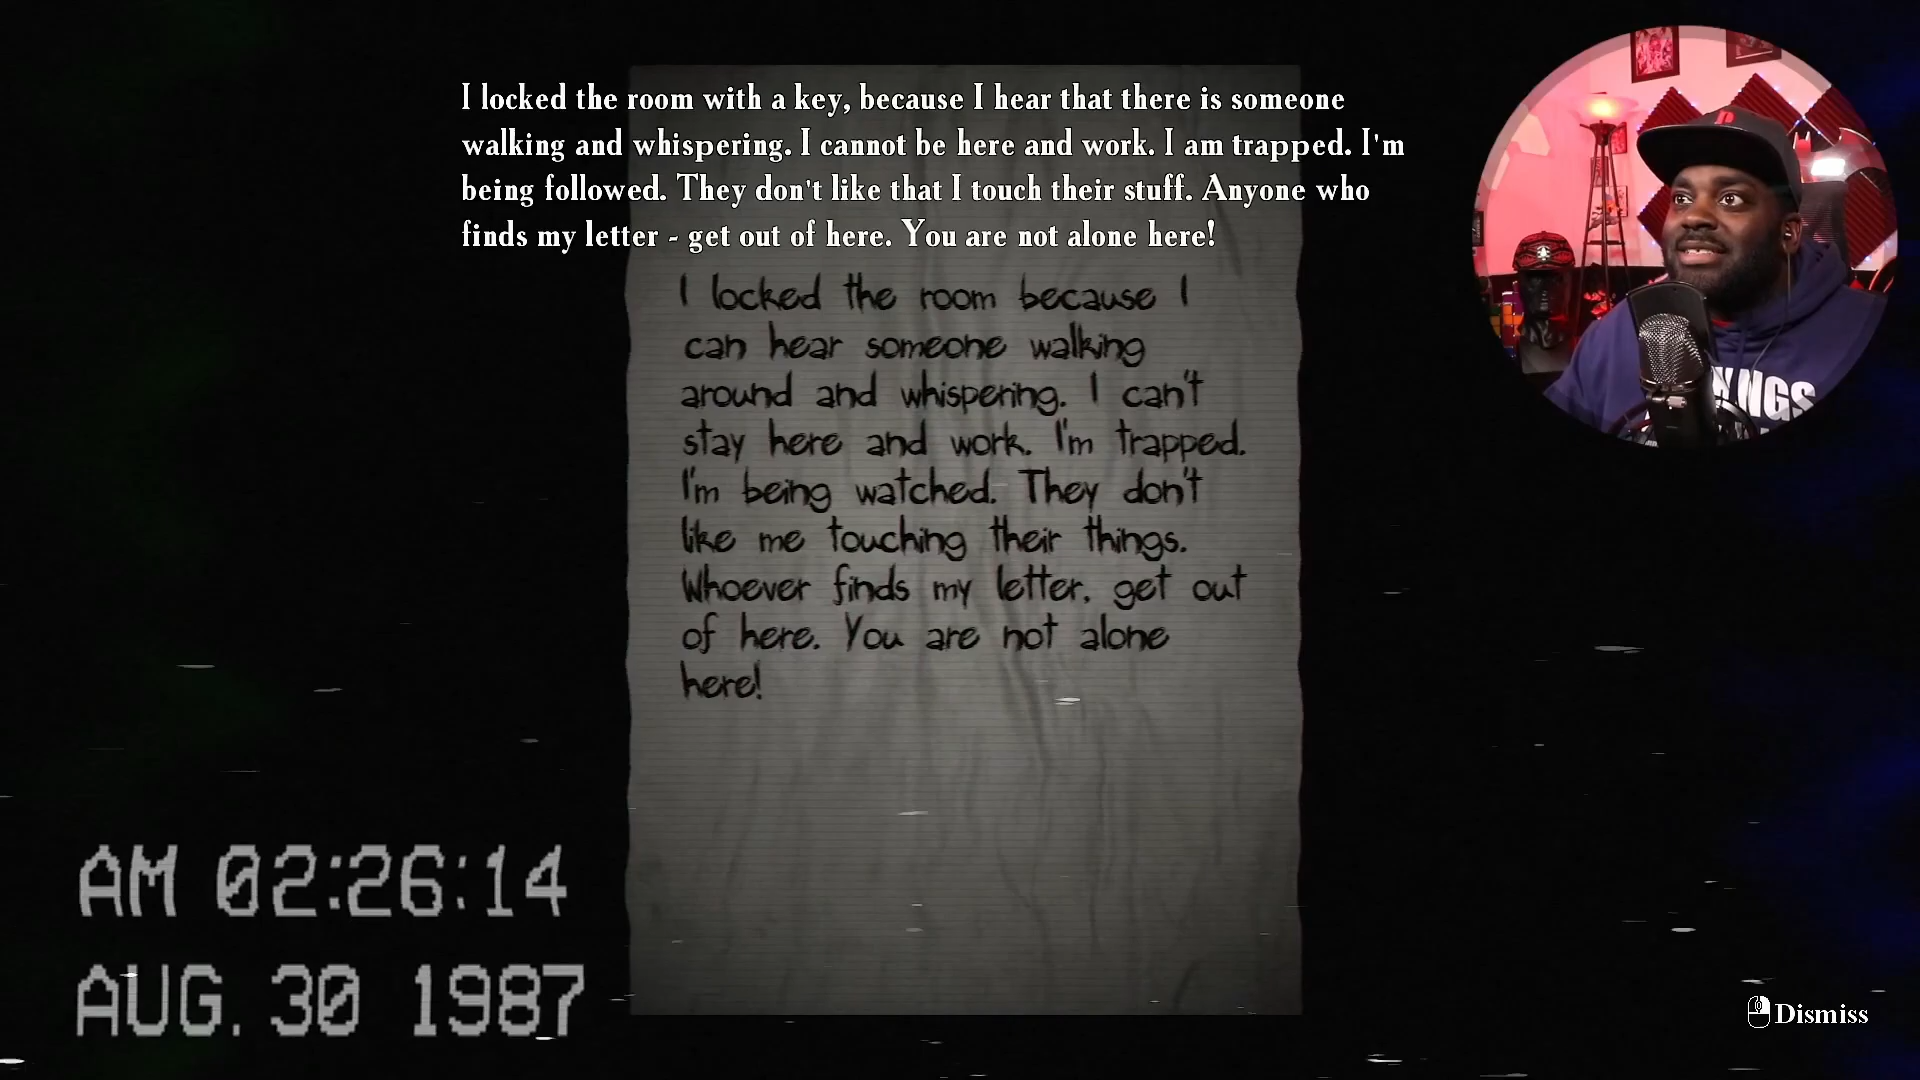 I locked the room with a key, because I hear that there is someone
walking and whispering. I cannot be here and work. I am trapped. I'm
being followed. They don't like that I touch their stuff. Anyone who
finds my letter - get out of here. You are not alone here!
I locked the room because I
can hear someone walking
around and whispering. I can't
stay here and work. I'm trapped.
I'm being watched. They don't
like me touching their things.
Whoever finds my letter, get out
of here. You are not alone
here!
AM 02:26:14
AUG. 30 1987
Dismiss